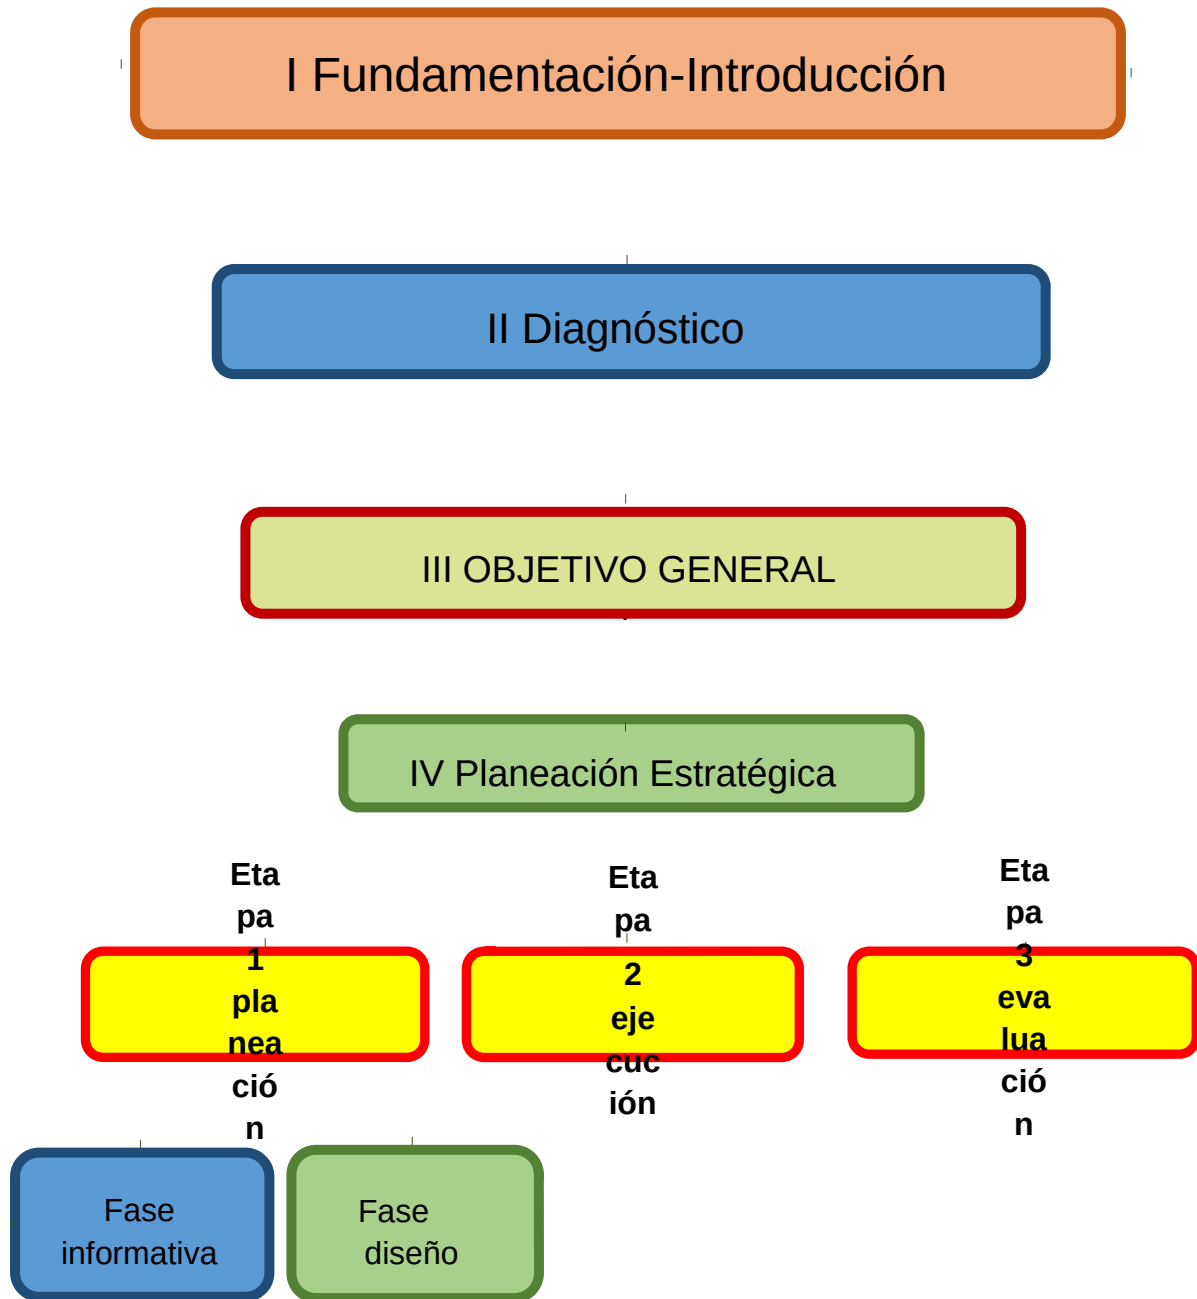 I Fundamentación-Introducción
II Diagnóstico
III OBJETIVO GENERAL
IV Planeación Estratégica
Eta
pa
1
pla
nea
ció
n
Eta
pa
2
eje
cuc
ión
Eta
pa
3
eva
lua
ció
n
Fase
informativa
Fase
diseño